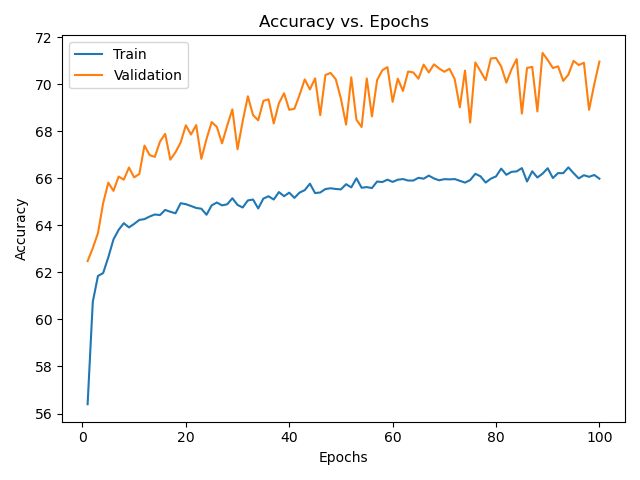 Accuracy vs. Epochs
Train
Validation
72
70
68
66
64
62
60
58
56
Accuracy
0 20 40 60 80 100
Epochs